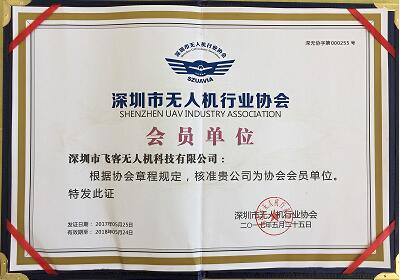 深无协字第000255号
深圳市无人机行业协会
SZUAVIA
深圳市无人机行业协会
SHENZHEN UAV INDUSTRY ASSOCIATION
会员单位
深圳市飞客无人机科技有限公司：
根据协会章程规定，核准贵公司为协会会员单位。
特发此证
发证日期：2017年05月25日
有效期至：2018年05月24日
深圳市无人机行业协会
二〇一七年五月二十五日